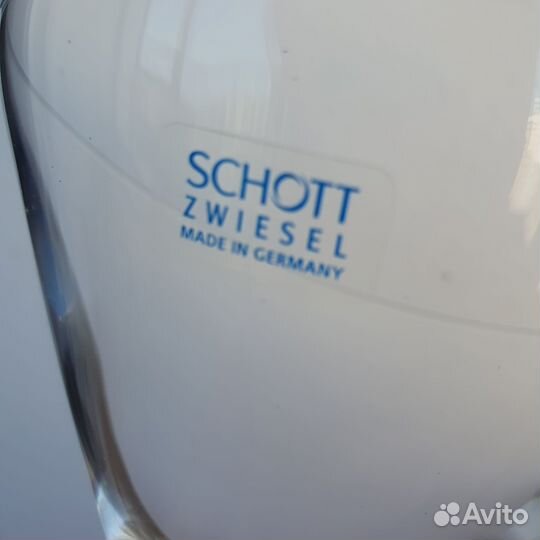 SCHOTT
ZWIESEL
MADE IN GERMANY
Avito